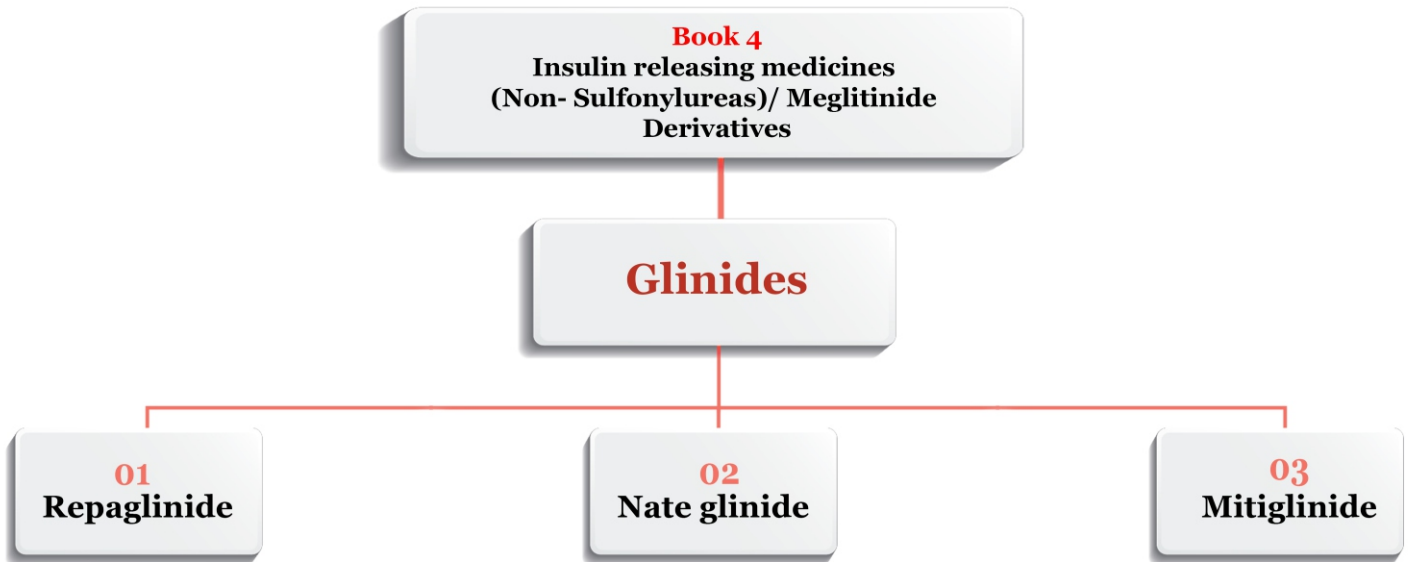 Book 4
Insulin releasing medicines
(Non- Sulfonylureas)/ Meglitinide
Derivatives
Glinides
01
Repaglinide
02
Nate glinide
03
Mitiglinide